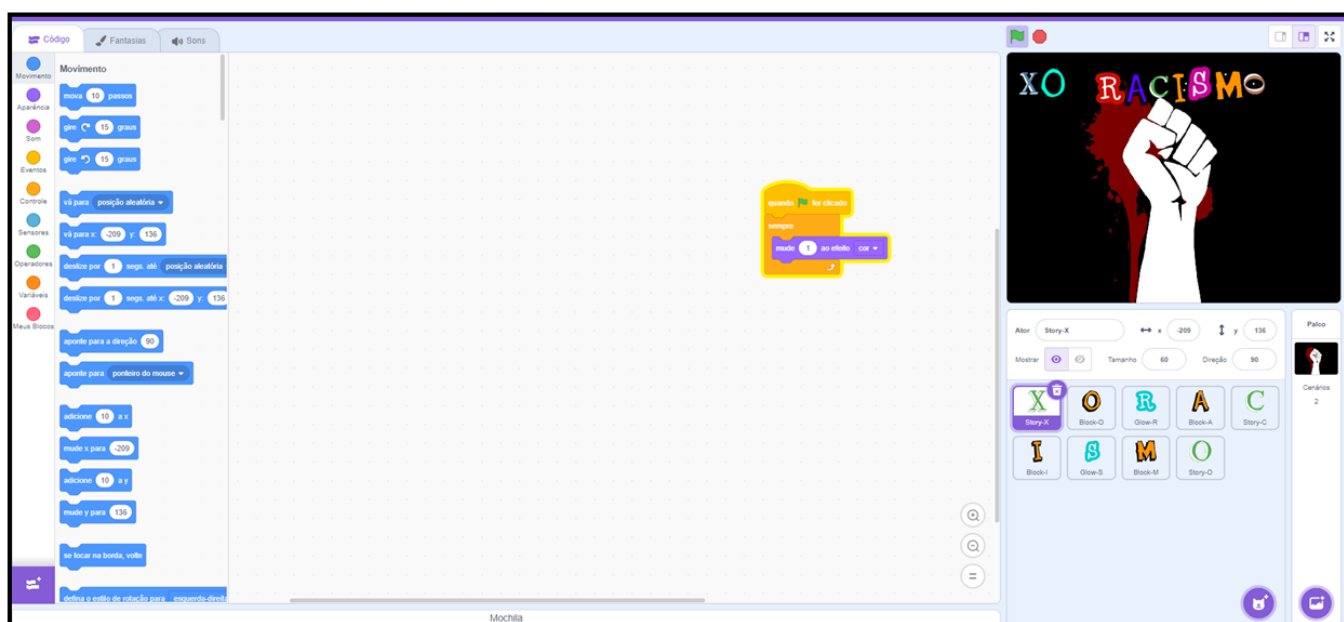 Código
Fantasias
Sons
Movimento
Aparência
Som
Eventos
Controle
Sensores
Operadores
Variáveis
Meus Blocos
Movimento
mova 10 passos
gire 15 graus
gire 15 graus
vá para posição aleatória
vá para x: -209 y: 136
deslize por 1 segs. até posição aleatória
deslize por 1 segs. até x: -209 y: 136
aponte para a direção 90
aponte para ponteiro do mouse
adicione 10 a x
mude x para -209
adicione 10 a y
mude y para 136
se tocar na borda, volte
defina o estilo de rotação para esquerda-direita
quando for clicado
sempre
mude 1 ao efeito cor
Mochila
XO RACISMO
Ator Story-X x -209 y 136
Mostrar Tamanho 60 Direção 90
X O R A C
Story-X Block-O Glow-R Block-A Story-C
I S M O
Block-I Glow-S Block-M Story-O
Palco
Cenários
2